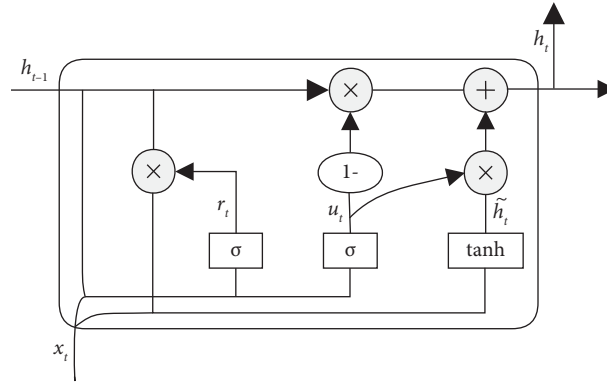 h_t
h_{t-1}
×
+
×
1-
×
r_t
u_t
h̃_t
σ
σ
tanh
x_t